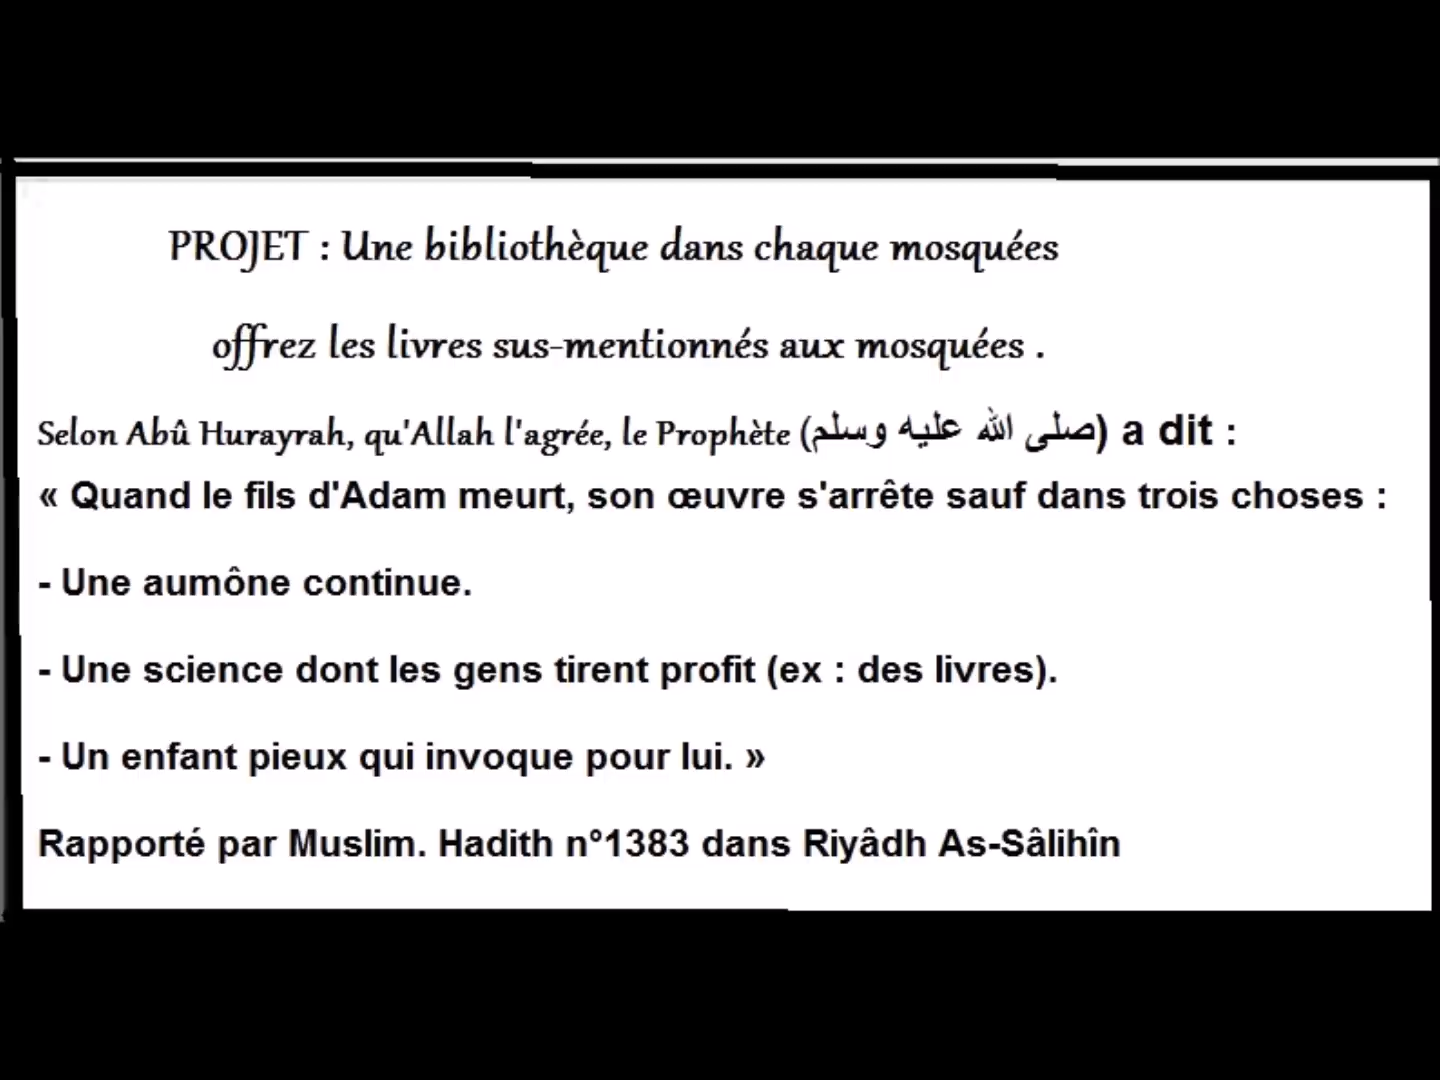 PROJET : Une bibliothèque dans chaque mosquées
offrez les livres sus-mentionnés aux mosquées .
Selon Abû Hurayrah, qu'Allah l'agrée, le Prophète (صلى الله عليه وسلم) a dit :
« Quand le fils d'Adam meurt, son œuvre s'arrête sauf dans trois choses :
- Une aumône continue.
- Une science dont les gens tirent profit (ex : des livres).
- Un enfant pieux qui invoque pour lui. »
Rapporté par Muslim. Hadith n°1383 dans Riyâdh As-Sâlihîn